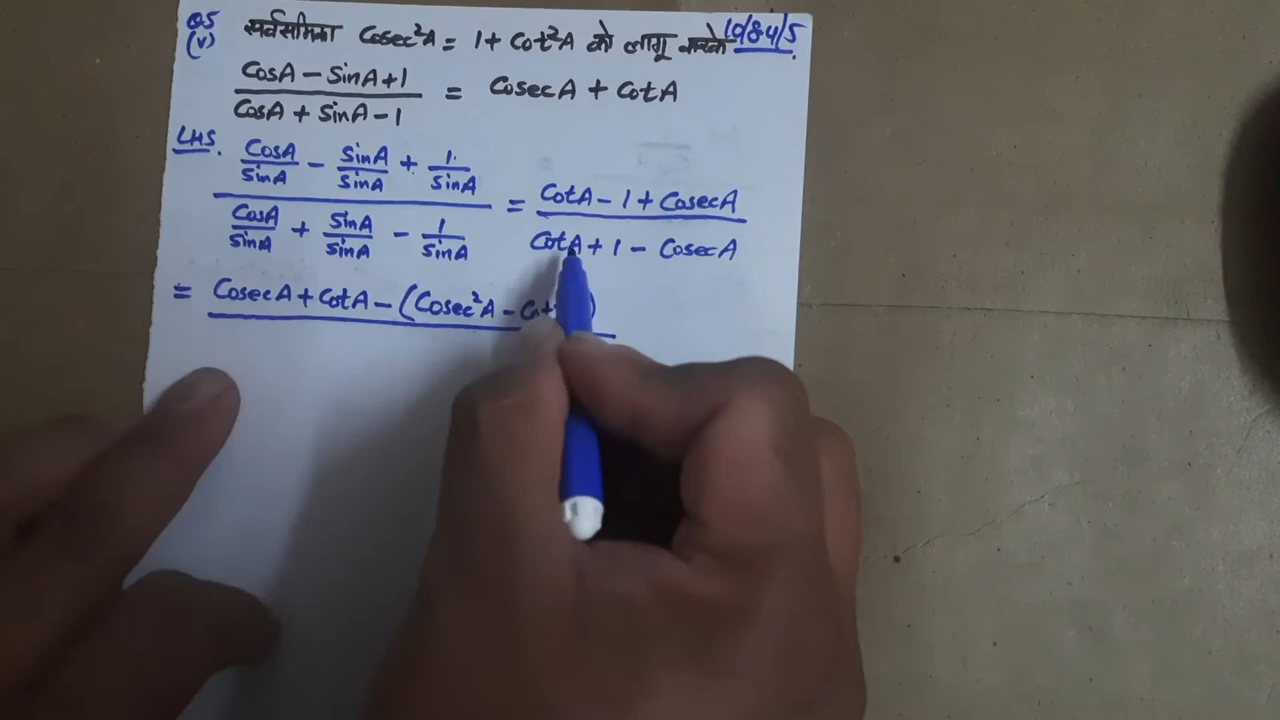 Q5 सर्वसमिका Cosec²A = 1 + Cot²A को लागू करके 10/8.4/5
(v)
CosA – SinA + 1 / CosA + SinA – 1 = CosecA + CotA
LHS. CosA/SinA – SinA/SinA + 1/SinA / CosA/SinA + SinA/SinA – 1/SinA = CotA – 1 + CosecA / CotA + 1 – CosecA
= CosecA + CotA – (Cosec²A –